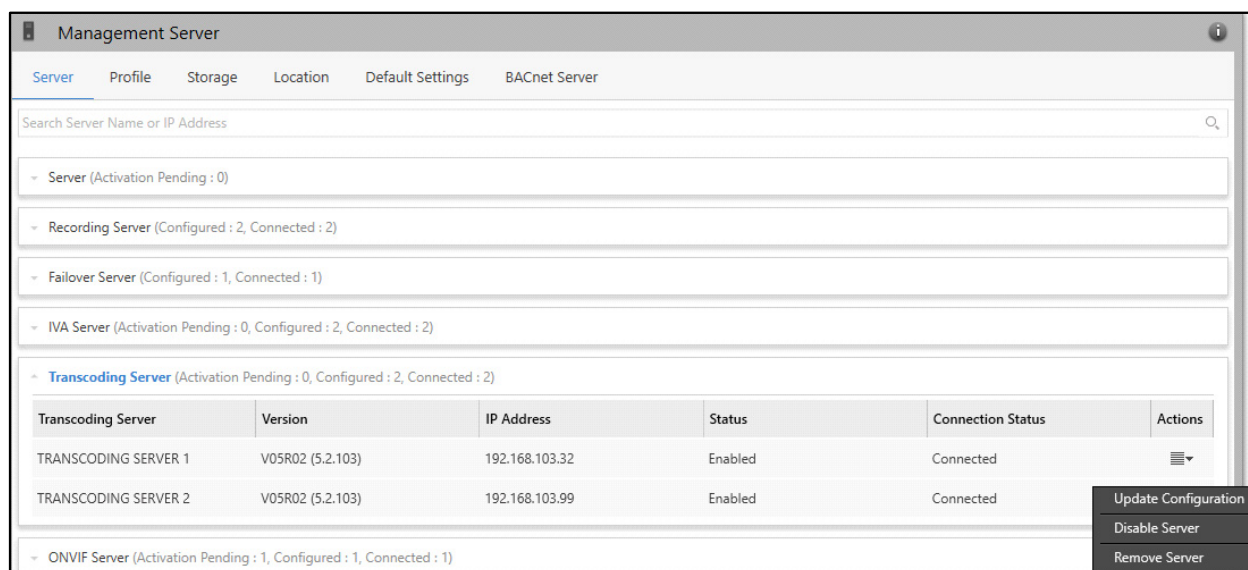 Management Server
Server Profile Storage Location Default Settings BACnet Server
Search Server Name or IP Address
Server (Activation Pending : 0)
Recording Server (Configured : 2, Connected : 2)
Failover Server (Configured : 1, Connected : 1)
IVA Server (Activation Pending : 0, Configured : 2, Connected : 2)
Transcoding Server (Activation Pending : 0, Configured : 2, Connected : 2)
Transcoding Server Version IP Address Status Connection Status Actions
TRANSCODING SERVER 1 V05R02 (5.2.103) 192.168.103.32 Enabled Connected
TRANSCODING SERVER 2 V05R02 (5.2.103) 192.168.103.99 Enabled Connected
Update Configuration
Disable Server
Remove Server
ONVIF Server (Activation Pending : 1, Configured : 1, Connected : 1)